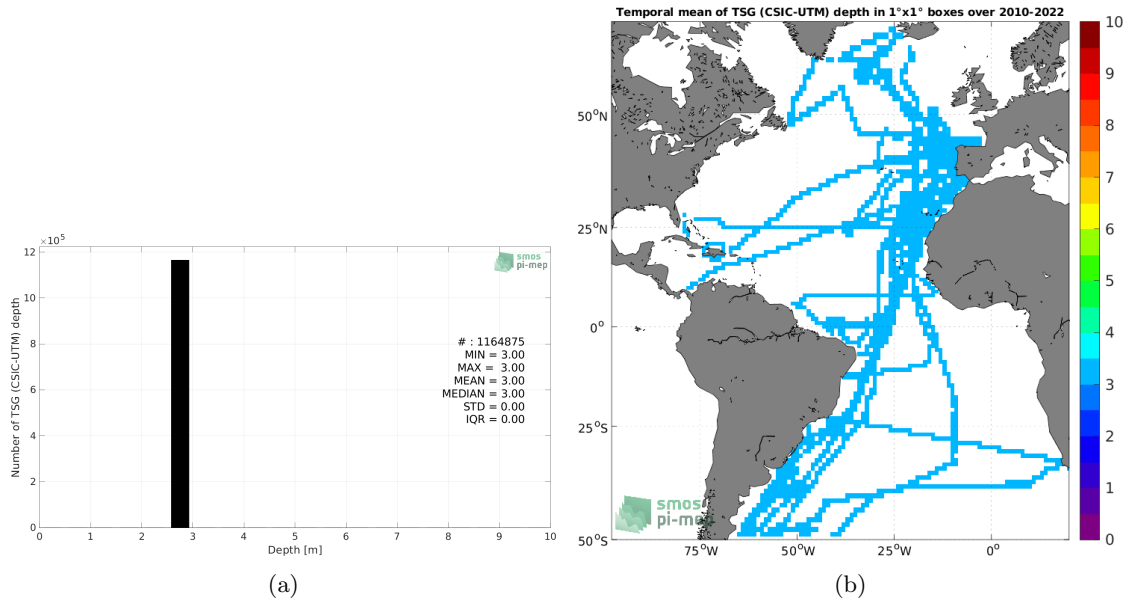 ×10⁵
12
10
8
6
4
2
0
Number of TSG (CSIC-UTM) depth
smos
pi-mep
# : 1164875
MIN = 3.00
MAX = 3.00
MEAN = 3.00
MEDIAN = 3.00
STD = 0.00
IQR = 0.00
0 1 2 3 4 5 6 7 8 9 10
Depth [m]
(a)
Temporal mean of TSG (CSIC-UTM) depth in 1°x1° boxes over 2010-2022
50°N
25°N
0°
25°S
50°S
smos
pi-mep
75°W 50°W 25°W 0°
10
9
8
7
6
5
4
3
2
1
0
(b)